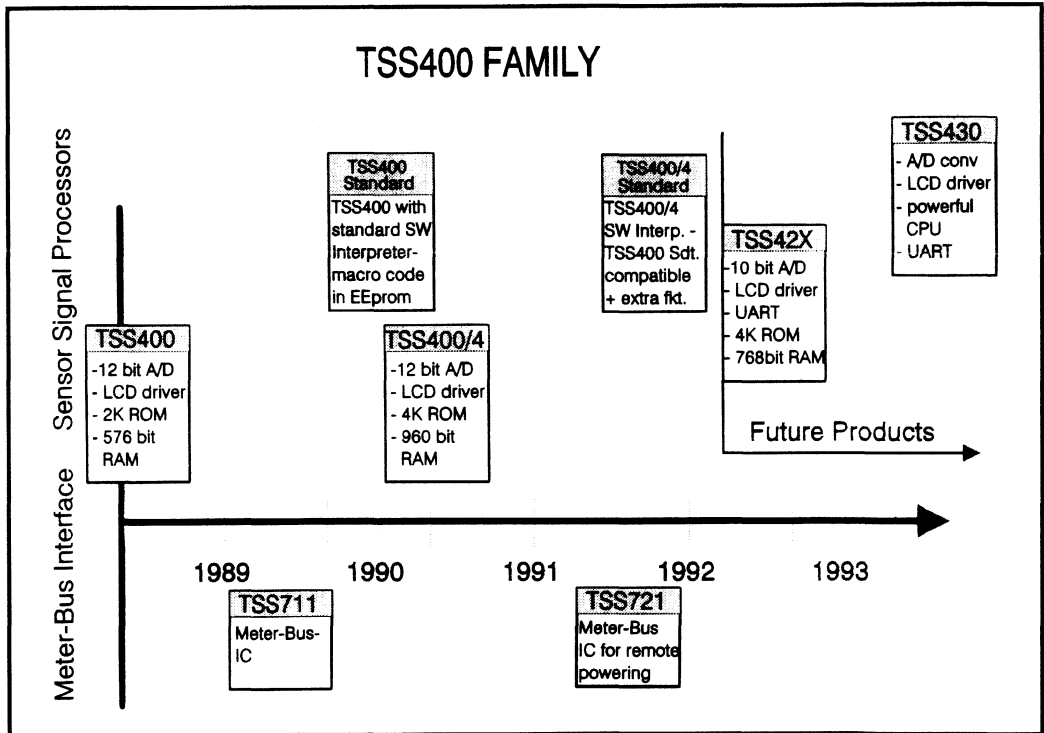 TSS400 FAMILY
Sensor Signal Processors
Meter-Bus Interface
TSS400
-12 bit A/D
- LCD driver
- 2K ROM
- 576 bit
RAM
TSS400
Standard
TSS400 with
standard SW
Interpreter-
macro code
in EEprom
TSS400/4
-12 bit A/D
- LCD driver
- 4K ROM
- 960 bit
RAM
TSS400/4
Standard
TSS400/4
SW Interp. -
TSS400 Sdt.
compatible
+ extra fkt.
TSS42X
-10 bit A/D
- LCD driver
- UART
- 4K ROM
- 768bit RAM
TSS430
- A/D conv
- LCD driver
- powerful
CPU
- UART
Future Products
1989 1990 1991 1992 1993
TSS711
Meter-Bus-
IC
TSS721
Meter-Bus
IC for remote
powering